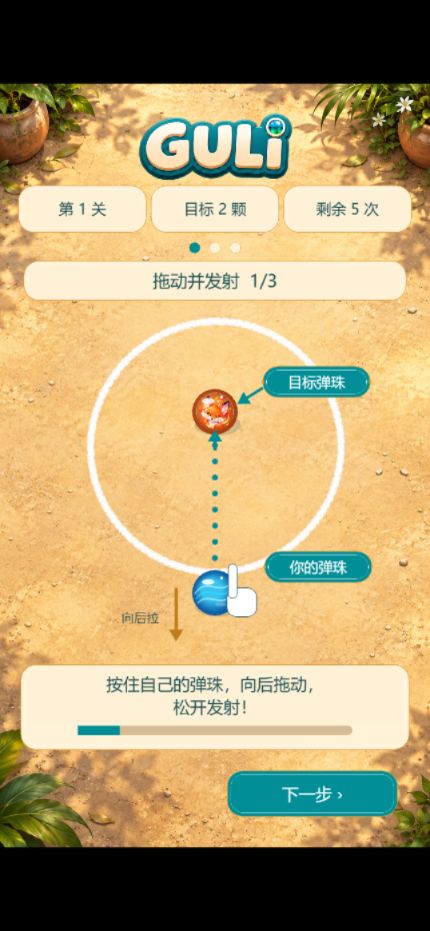 GULi
第 1 关
目标 2 颗
剩余 5 次
拖动并发射 1/3
目标弹珠
你的弹珠
向后拉
按住自己的弹珠，向后拖动，
松开发射！
下一步 ›